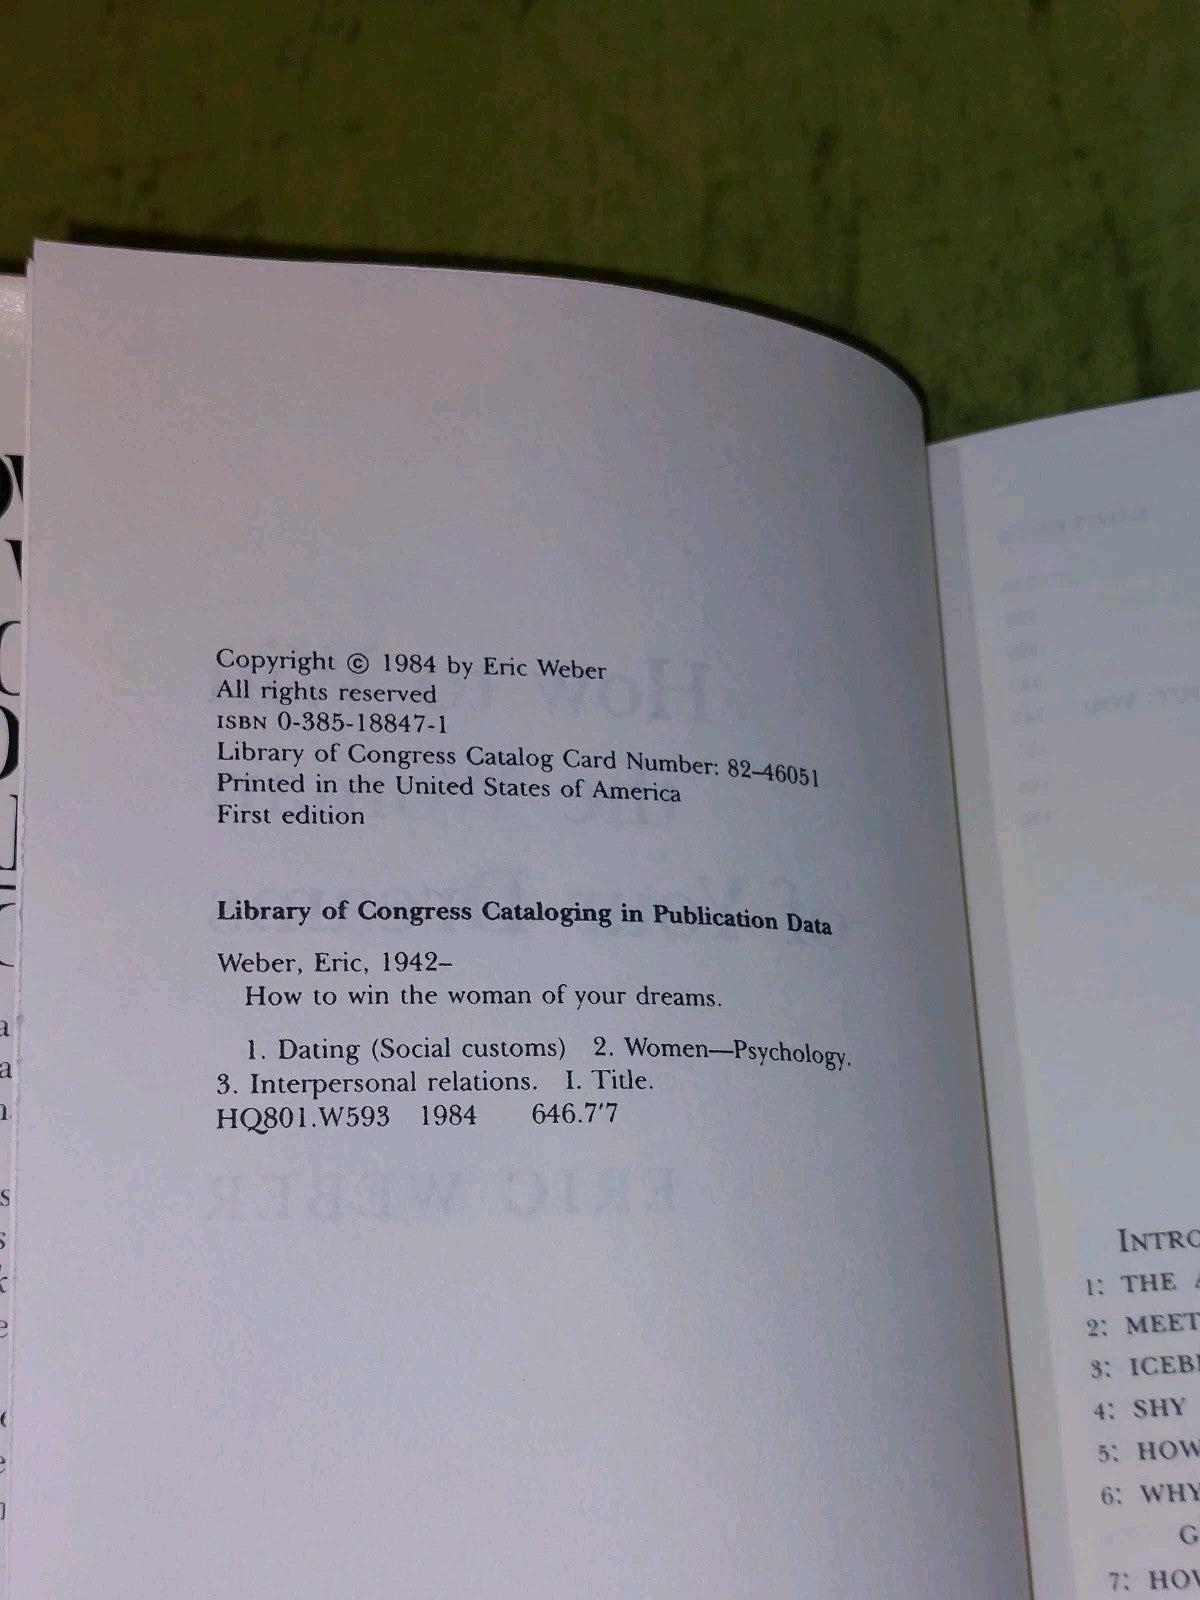 Copyright © 1984 by Eric Weber
All rights reserved
ISBN 0-385-18847-1
Library of Congress Catalog Card Number: 82–46051
Printed in the United States of America
First edition
Library of Congress Cataloging in Publication Data
Weber, Eric, 1942–
How to win the woman of your dreams.
1. Dating (Social customs) 2. Women—Psychology.
3. Interpersonal relations. I. Title.
HQ801.W593 1984 646.7'7
ERIC WEBER
INTRO
1: THE
2: MEET
3: ICEB
4: SHY
5: HOW
6: WHY
G
7: HOW